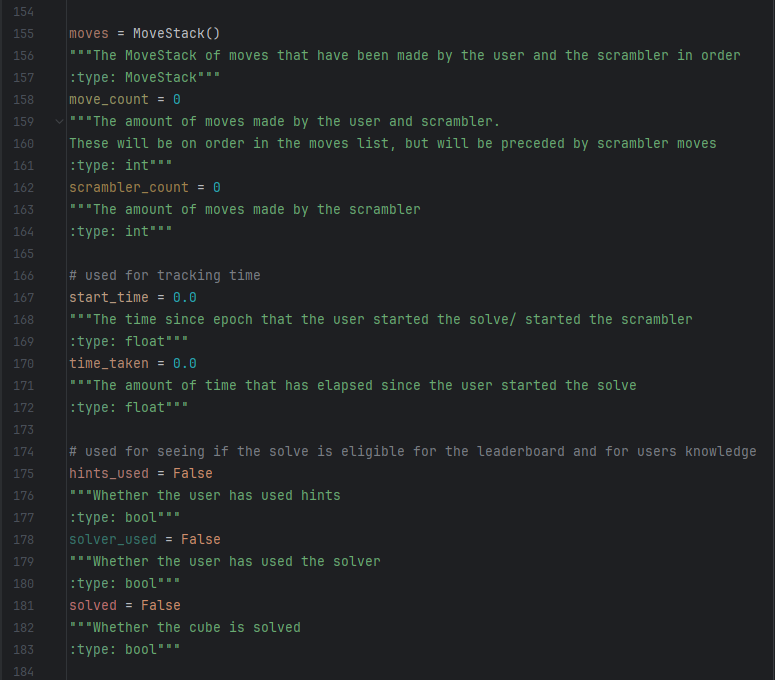 154
155 moves = MoveStack()
156 """The MoveStack of moves that have been made by the user and the scrambler in order
157 :type: MoveStack"""
158 move_count = 0
159 """The amount of moves made by the user and scrambler.
160 These will be on order in the moves list, but will be preceded by scrambler moves
161 :type: int"""
162 scrambler_count = 0
163 """The amount of moves made by the scrambler
164 :type: int"""
165
166 # used for tracking time
167 start_time = 0.0
168 """The time since epoch that the user started the solve/ started the scrambler
169 :type: float"""
170 time_taken = 0.0
171 """The amount of time that has elapsed since the user started the solve
172 :type: float"""
173
174 # used for seeing if the solve is eligible for the leaderboard and for users knowledge
175 hints_used = False
176 """Whether the user has used hints
177 :type: bool"""
178 solver_used = False
179 """Whether the user has used the solver
180 :type: bool"""
181 solved = False
182 """Whether the cube is solved
183 :type: bool"""
184